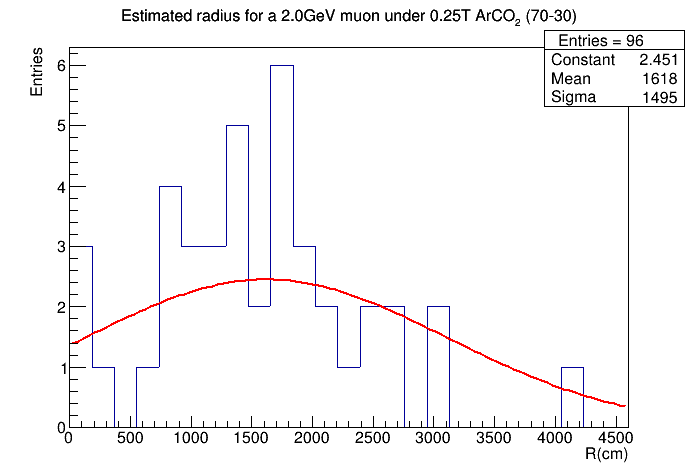 Estimated radius for a 2.0GeV muon under 0.25T ArCO2 (70-30)
Entries = 96
Constant 2.451
Mean 1618
Sigma 1495
Entries
6
5
4
3
2
1
0
0 500 1000 1500 2000 2500 3000 3500 4000 4500
R(cm)